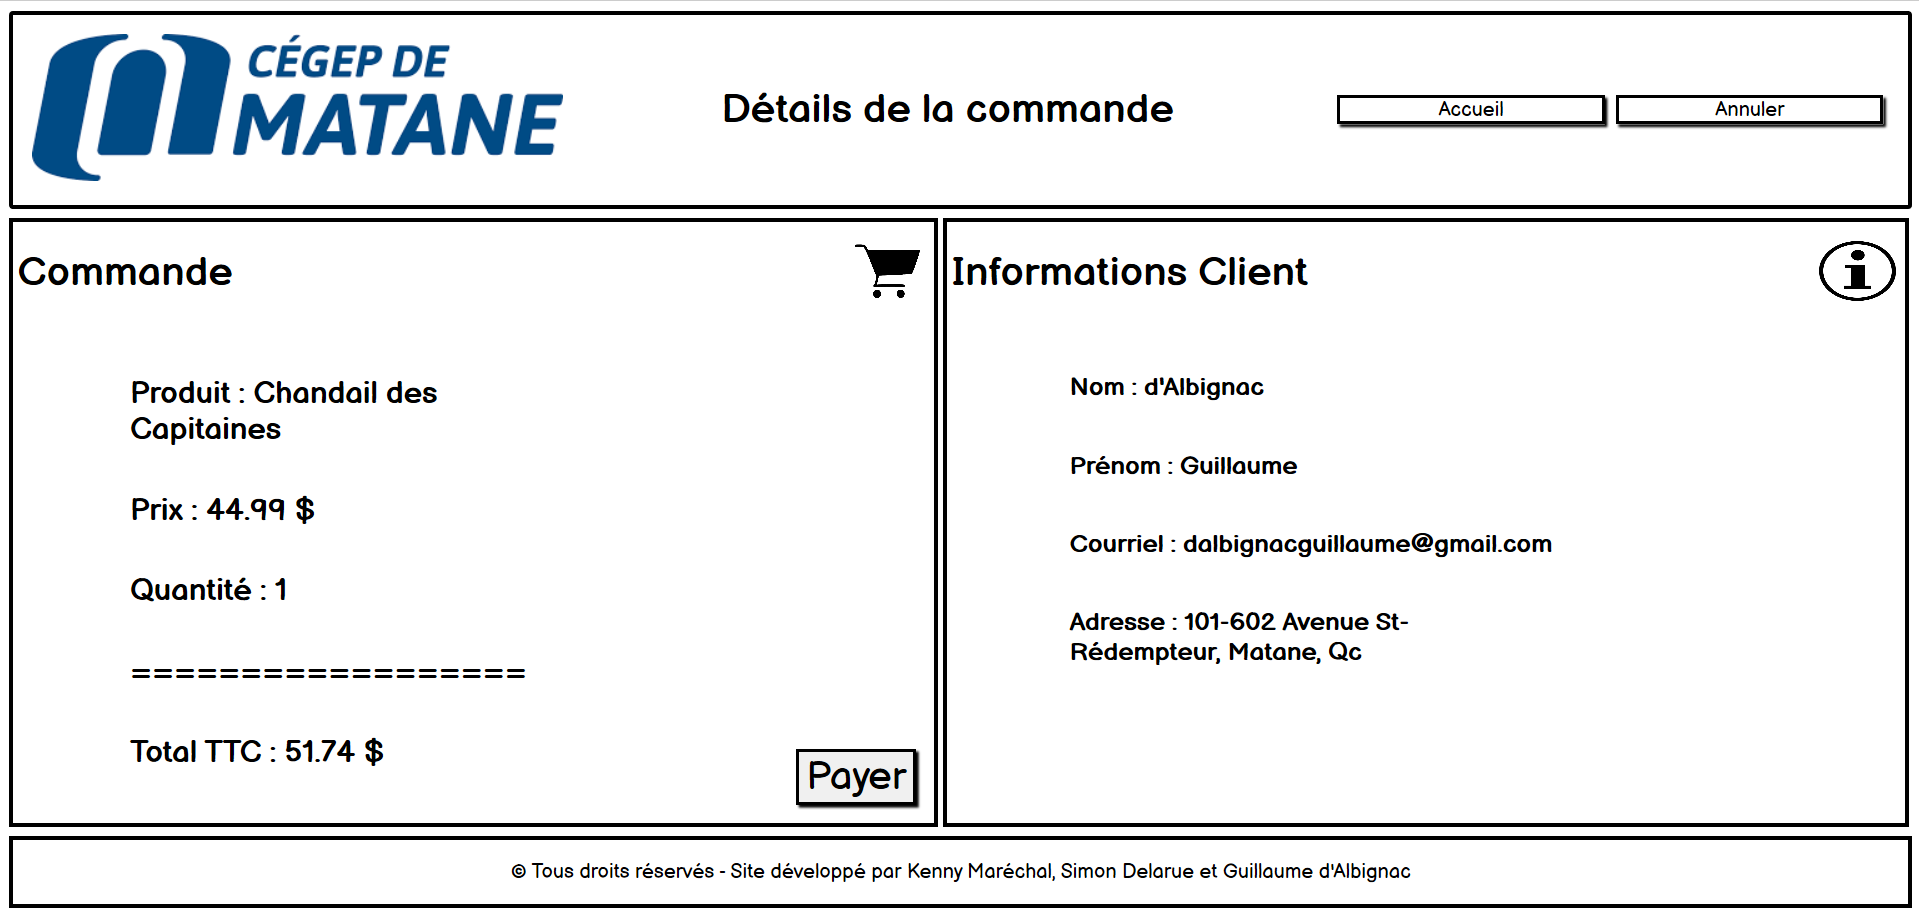 CÉGEP DE
MATANE
Détails de la commande
Accueil
Annuler
Commande
Produit : Chandail des
Capitaines
Prix : 44.99 $
Quantité : 1
==================
Total TTC : 51.74 $
Payer
Informations Client
Nom : d'Albignac
Prénom : Guillaume
Courriel : dalbignacguillaume@gmail.com
Adresse : 101-602 Avenue St-
Rédempteur, Matane, Qc
© Tous droits réservés - Site développé par Kenny Maréchal, Simon Delarue et Guillaume d'Albignac